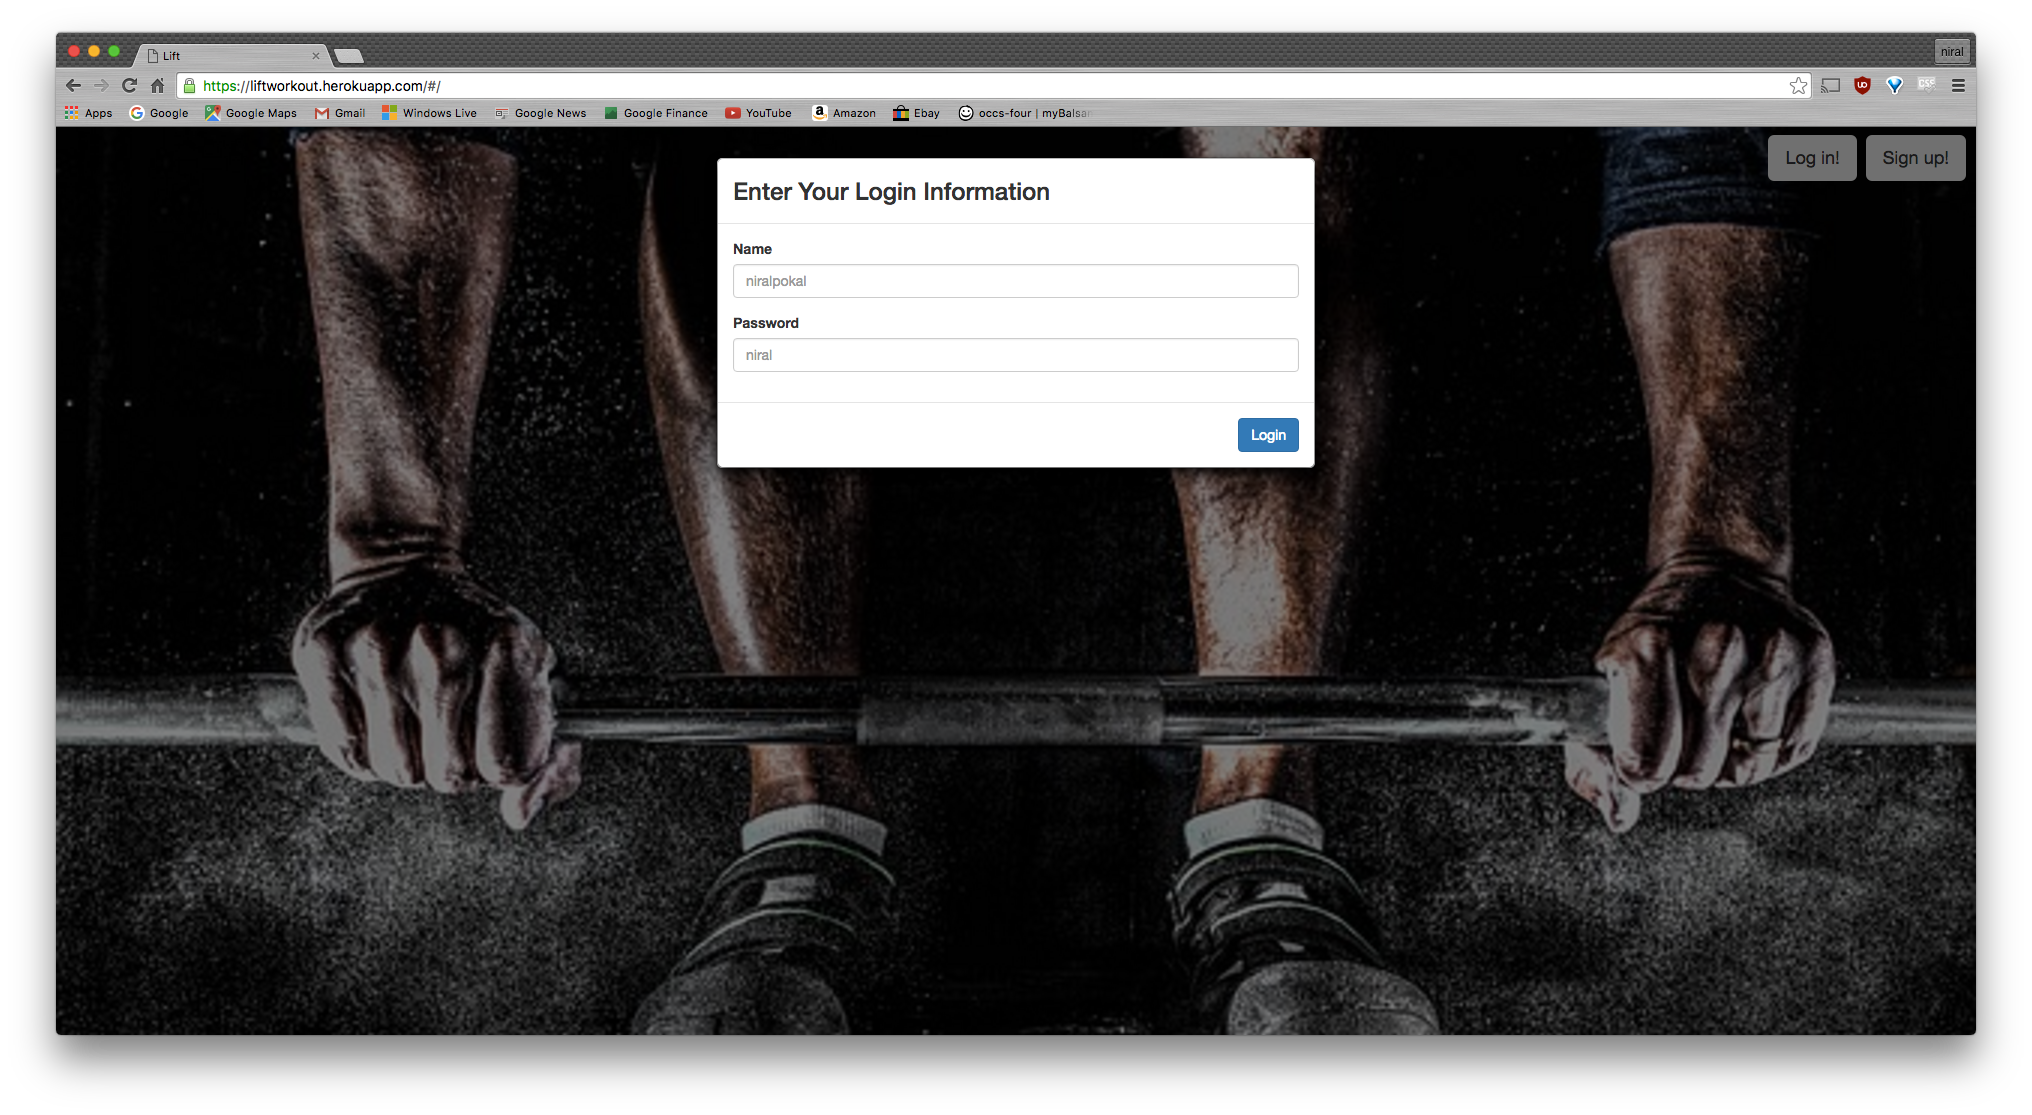 Lift
niral
https://liftworkout.herokuapp.com/#/
Apps Google Google Maps Gmail Windows Live Google News Google Finance YouTube Amazon Ebay occs-four | myBalsa
Log in! Sign up!
Enter Your Login Information
Name
niralpokal
Password
niral
Login